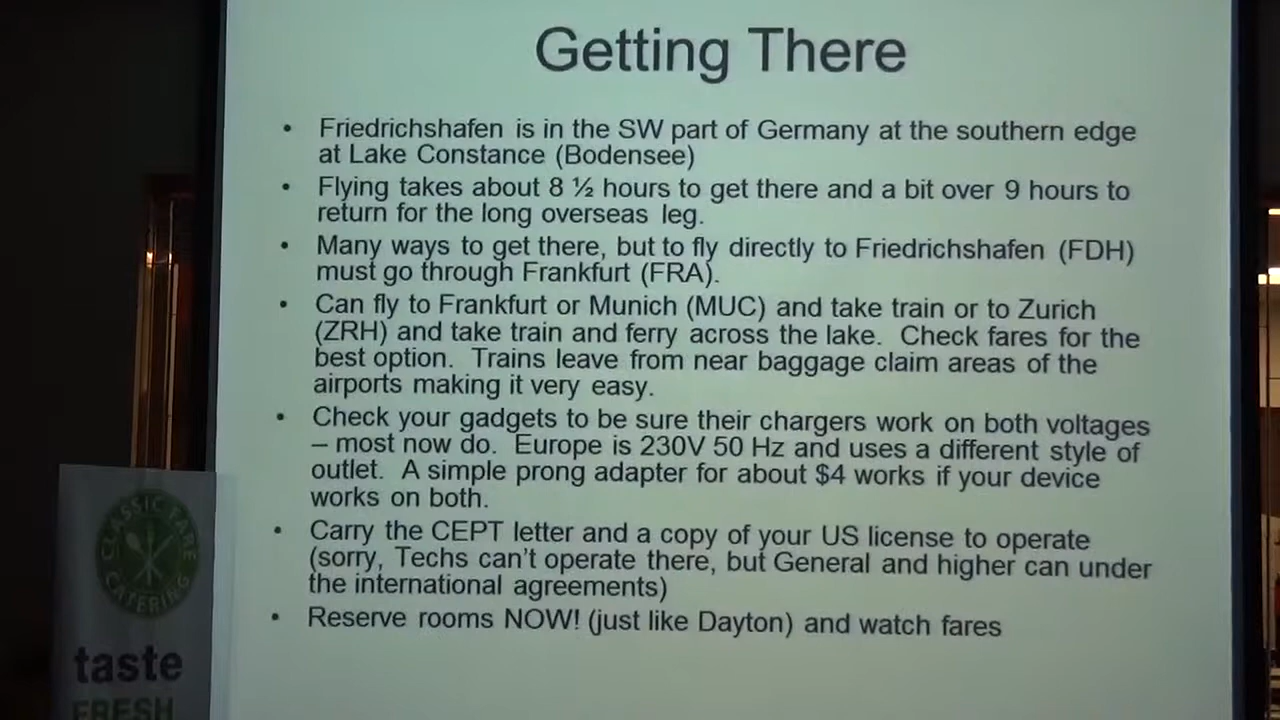 Getting There
• Friedrichshafen is in the SW part of Germany at the southern edge
at Lake Constance (Bodensee)
• Flying takes about 8 ½ hours to get there and a bit over 9 hours to
return for the long overseas leg.
• Many ways to get there, but to fly directly to Friedrichshafen (FDH)
must go through Frankfurt (FRA).
• Can fly to Frankfurt or Munich (MUC) and take train or to Zurich
(ZRH) and take train and ferry across the lake. Check fares for the
best option. Trains leave from near baggage claim areas of the
airports making it very easy.
• Check your gadgets to be sure their chargers work on both voltages
– most now do. Europe is 230V 50 Hz and uses a different style of
outlet. A simple prong adapter for about $4 works if your device
works on both.
• Carry the CEPT letter and a copy of your US license to operate
(sorry, Techs can't operate there, but General and higher can under
the international agreements)
• Reserve rooms NOW! (just like Dayton) and watch fares
CLASSIC FARE
CATERING
taste
FRESH